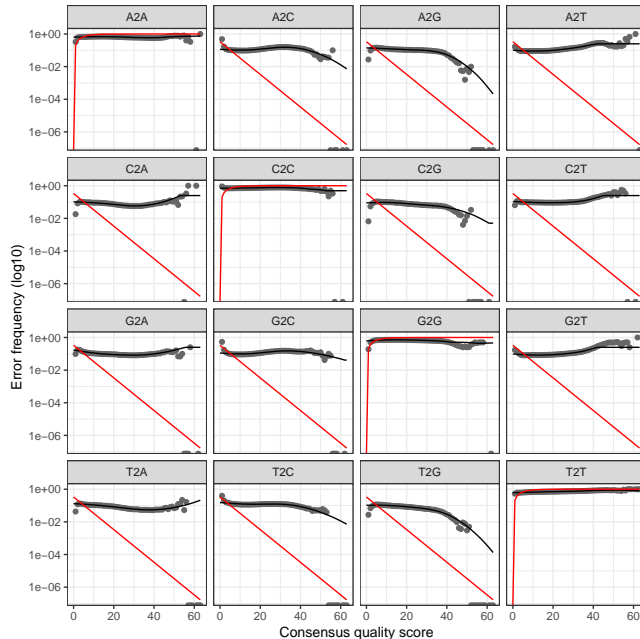 A2A A2C A2G A2T
1e+00
1e−02
1e−04
1e−06
C2A C2C C2G C2T
1e+00
1e−02
1e−04
1e−06
G2A G2C G2G G2T
1e+00
1e−02
1e−04
1e−06
T2A T2C T2G T2T
1e+00
1e−02
1e−04
1e−06
0 20 40 60 0 20 40 60 0 20 40 60 0 20 40 60
Consensus quality score
Error frequency (log10)